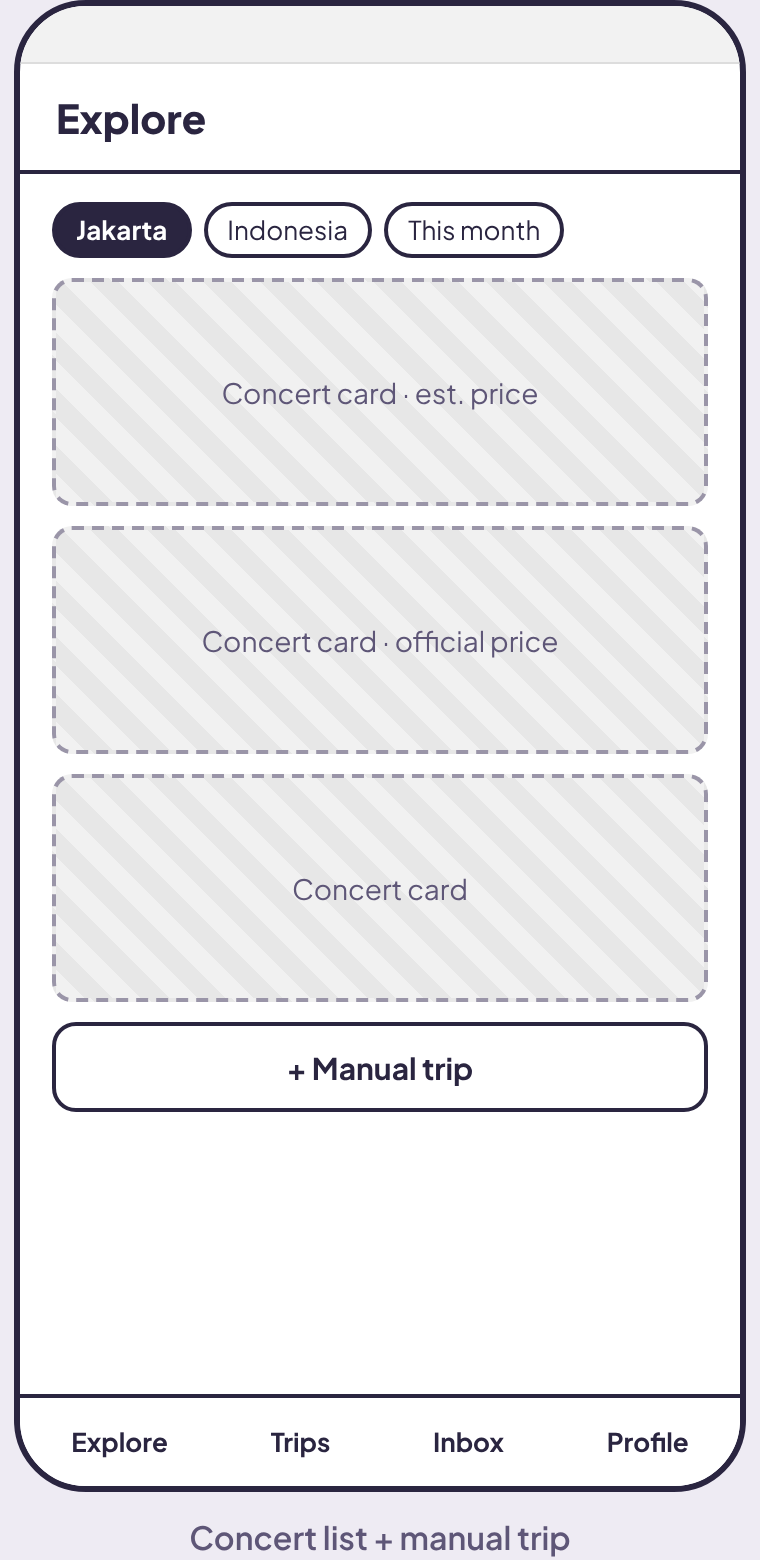 Explore
Jakarta Indonesia This month
Concert card · est. price
Concert card · official price
Concert card
+ Manual trip
Explore Trips Inbox Profile
Concert list + manual trip